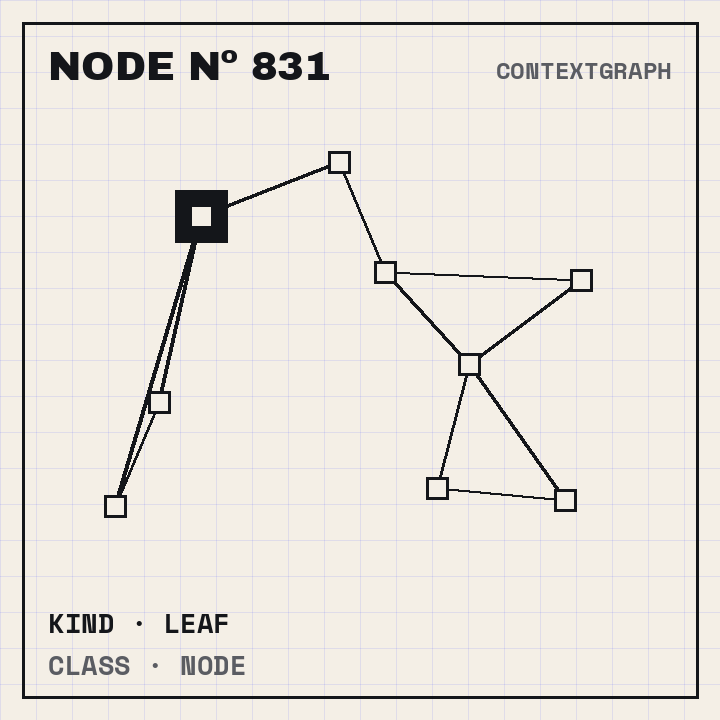 NODE Nº 831
CONTEXTGRAPH
KIND · LEAF
CLASS · NODE